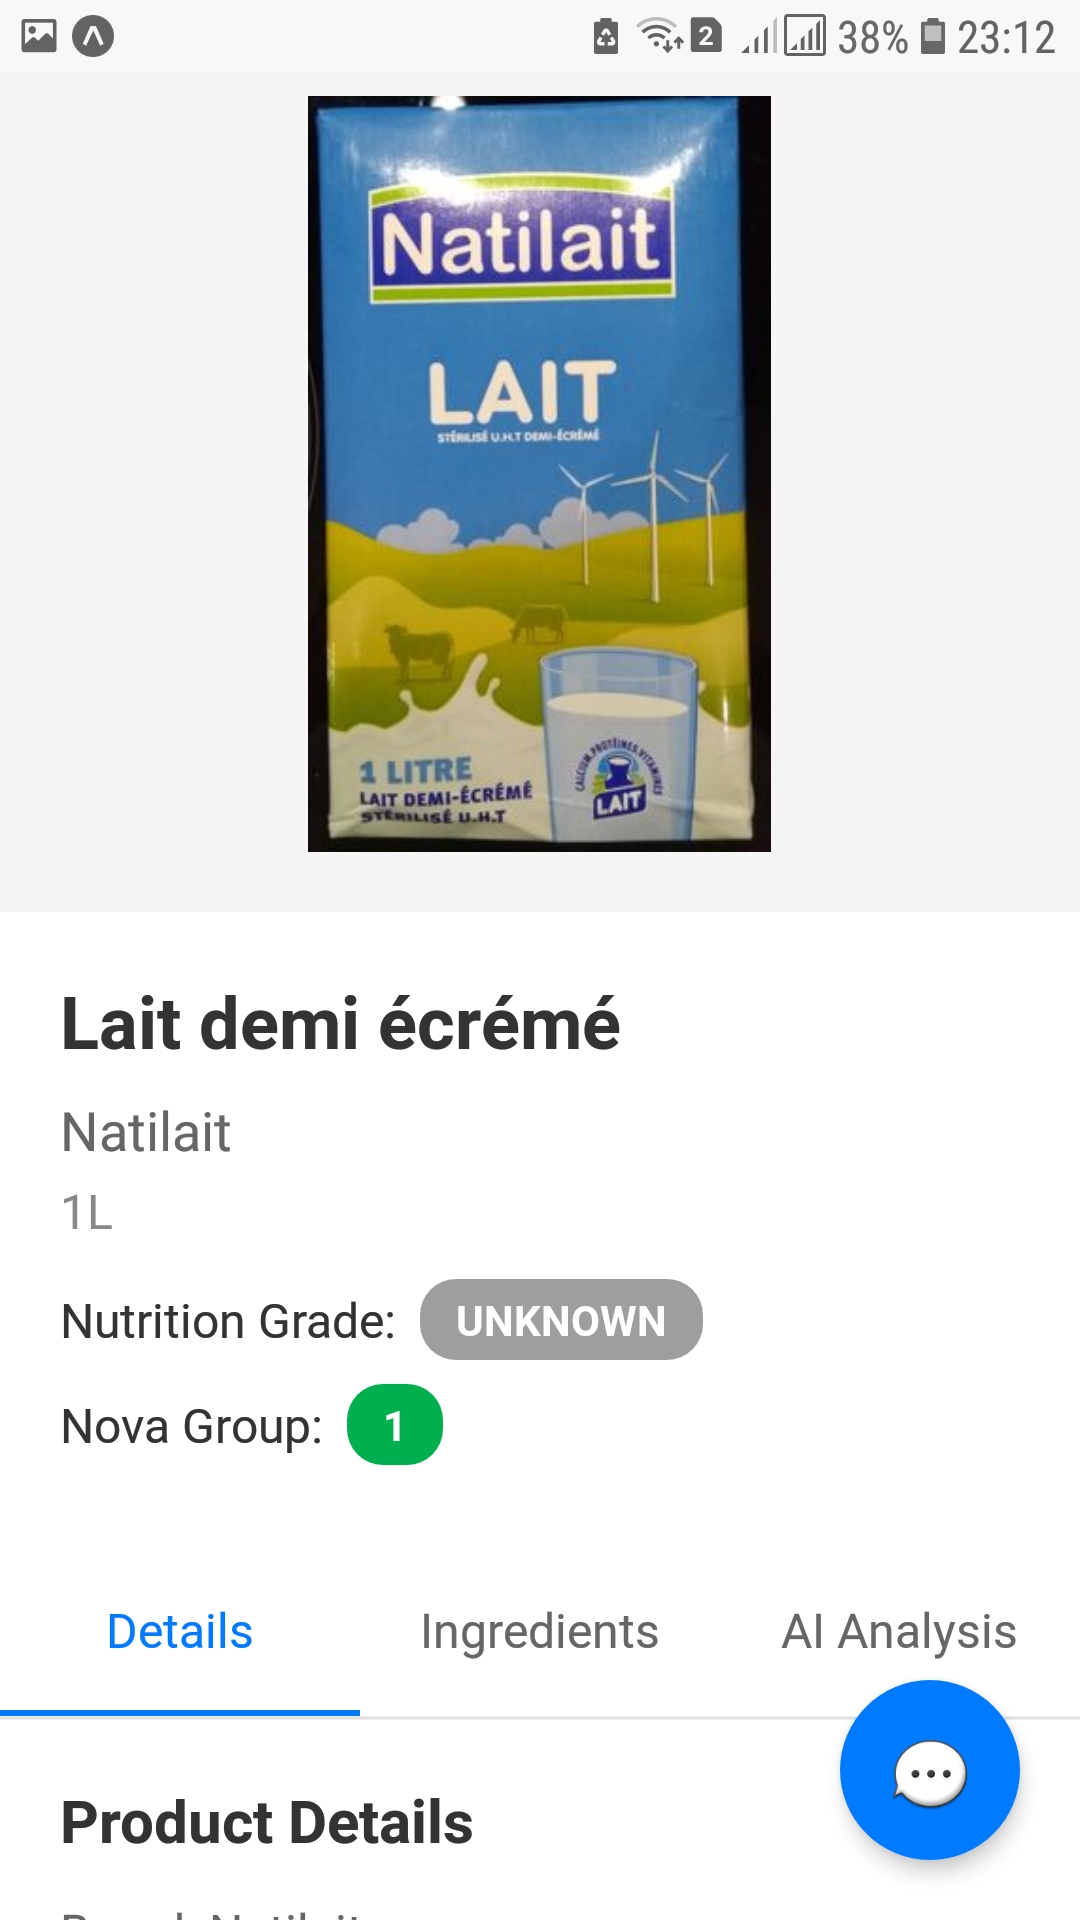 2 38% 23:12
Natilait
LAIT
STÉRILISÉ U.H.T DEMI-ÉCRÉMÉ
CALCIUM.PROTÉINES.VITAMINES
LAIT
1 LITRE
LAIT DEMI-ÉCRÉMÉ
STÉRILISÉ U.H.T
Lait demi écrémé
Natilait
1L
Nutrition Grade: UNKNOWN
Nova Group: 1
Details Ingredients AI Analysis
Product Details